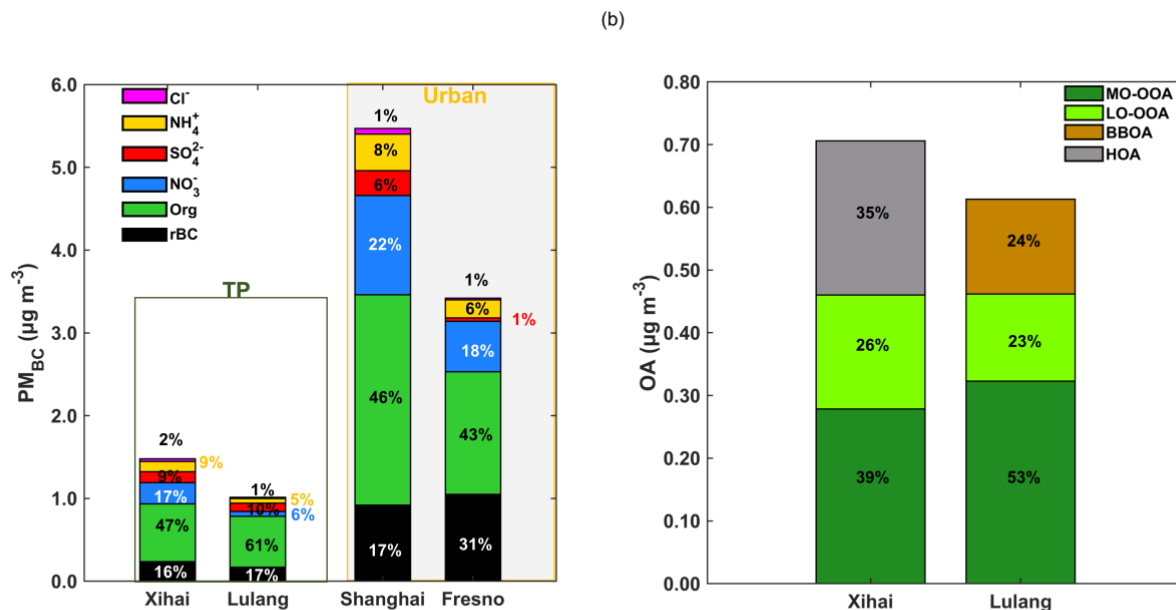 (b)
6.0
5.0
4.0
3.0
2.0
1.0
0.0
PM_BC (µg m⁻³)
Cl⁻
NH₄⁺
SO₄²⁻
NO₃⁻
Org
rBC
TP
Urban
2%
9%
9%
17%
47%
16%
1%
5%
10%
6%
61%
17%
1%
8%
6%
22%
46%
17%
1%
6%
1%
18%
43%
31%
Xihai Lulang Shanghai Fresno
0.80
0.70
0.60
0.50
0.40
0.30
0.20
0.10
0.00
OA (µg m⁻³)
MO-OOA
LO-OOA
BBOA
HOA
35%
26%
39%
24%
23%
53%
Xihai Lulang